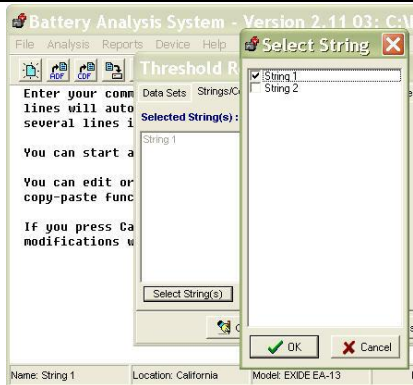 Battery Analysis System - Version 2.11 03: C:\
File Analysis Reports Device Help
ADF CDF
Threshold R
Data Sets Strings/C
Selected String(s) :
String 1
Select String(s)
Enter your comm
lines will auto
several lines i
You can start a
You can edit or
copy-paste func
If you press Ca
modifications w
Select String
String 1
String 2
OK Cancel
Name: String 1 Location: California Model: EXIDE EA-13